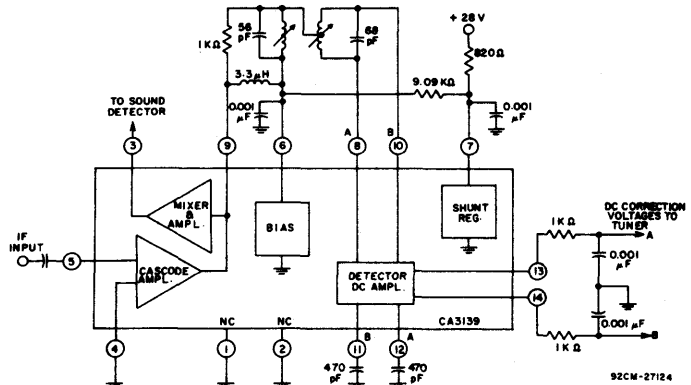 + 28 V
56
pF
68
pF
1KΩ
820Ω
3.3μH
9.09 KΩ
TO SOUND
DETECTOR
0.001
μF
0.001
μF
A
B
3
9
6
8
10
7
MIXER
&
AMPL.
BIAS
SHUNT
REG.
1KΩ
DC CORRECTION
VOLTAGES TO
TUNER
A
IF
INPUT
5
CASCODE
AMPL.
DETECTOR
DC AMPL.
13
14
0.001
μF
0.001
μF
NC
NC
B
A
CA3139
B
4
1
2
11
12
1KΩ
470
pF
470
pF
92CM-27124